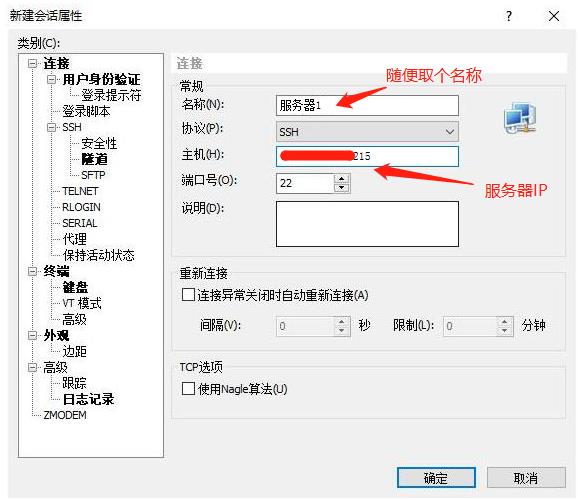 新建会话属性
?
类别(C):
连接
用户身份验证
登录提示符
登录脚本
SSH
安全性
隧道
SFTP
TELNET
RLOGIN
SERIAL
代理
保持活动状态
终端
键盘
VT 模式
高级
外观
边距
高级
跟踪
日志记录
ZMODEM
连接
常规
随便取个名称
名称(N): 服务器1
协议(P): SSH
主机(H): 215
端口号(O): 22
服务器IP
说明(D):
重新连接
连接异常关闭时自动重新连接(A)
间隔(V): 0 秒 限制(L): 0 分钟
TCP选项
使用Nagle算法(U)
确定 取消